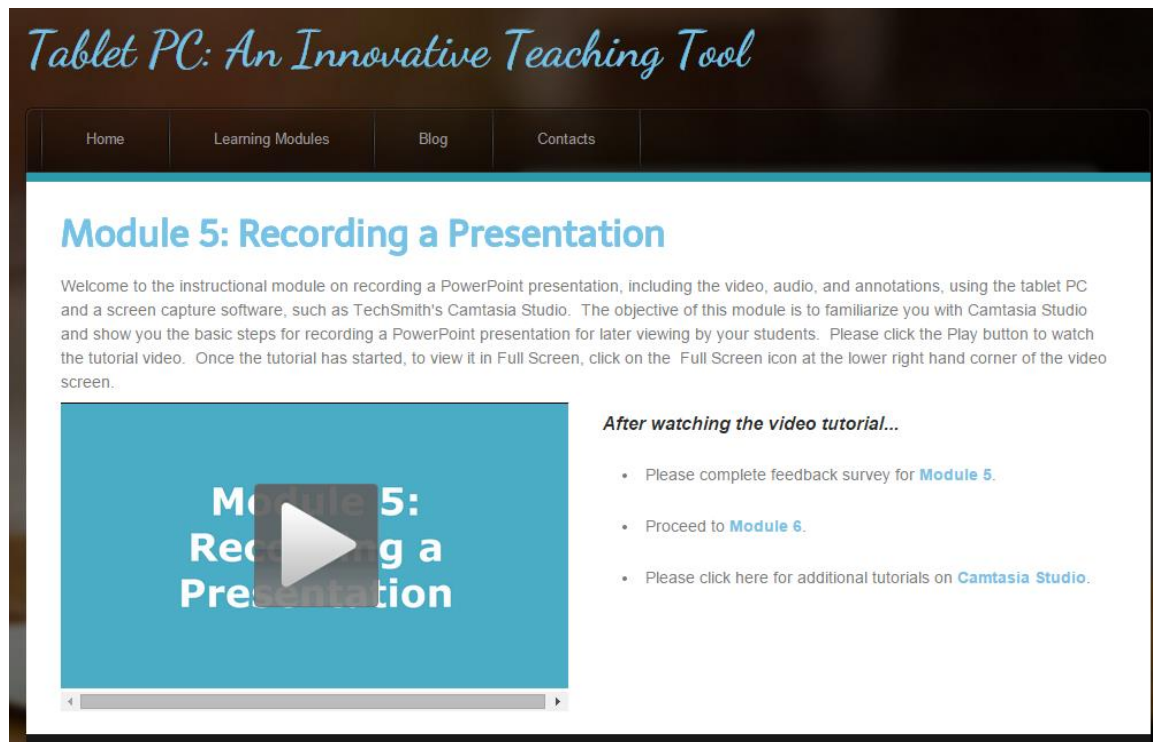 Tablet PC: An Innovative Teaching Tool
Home Learning Modules Blog Contacts
Module 5: Recording a Presentation
Welcome to the instructional module on recording a PowerPoint presentation, including the video, audio, and annotations, using the tablet PC
and a screen capture software, such as TechSmith's Camtasia Studio. The objective of this module is to familiarize you with Camtasia Studio
and show you the basic steps for recording a PowerPoint presentation for later viewing by your students. Please click the Play button to watch
the tutorial video. Once the tutorial has started, to view it in Full Screen, click on the Full Screen icon at the lower right hand corner of the video
screen.
Module 5:
Recording a
Presentation
After watching the video tutorial...
• Please complete feedback survey for Module 5.
• Proceed to Module 6.
• Please click here for additional tutorials on Camtasia Studio.